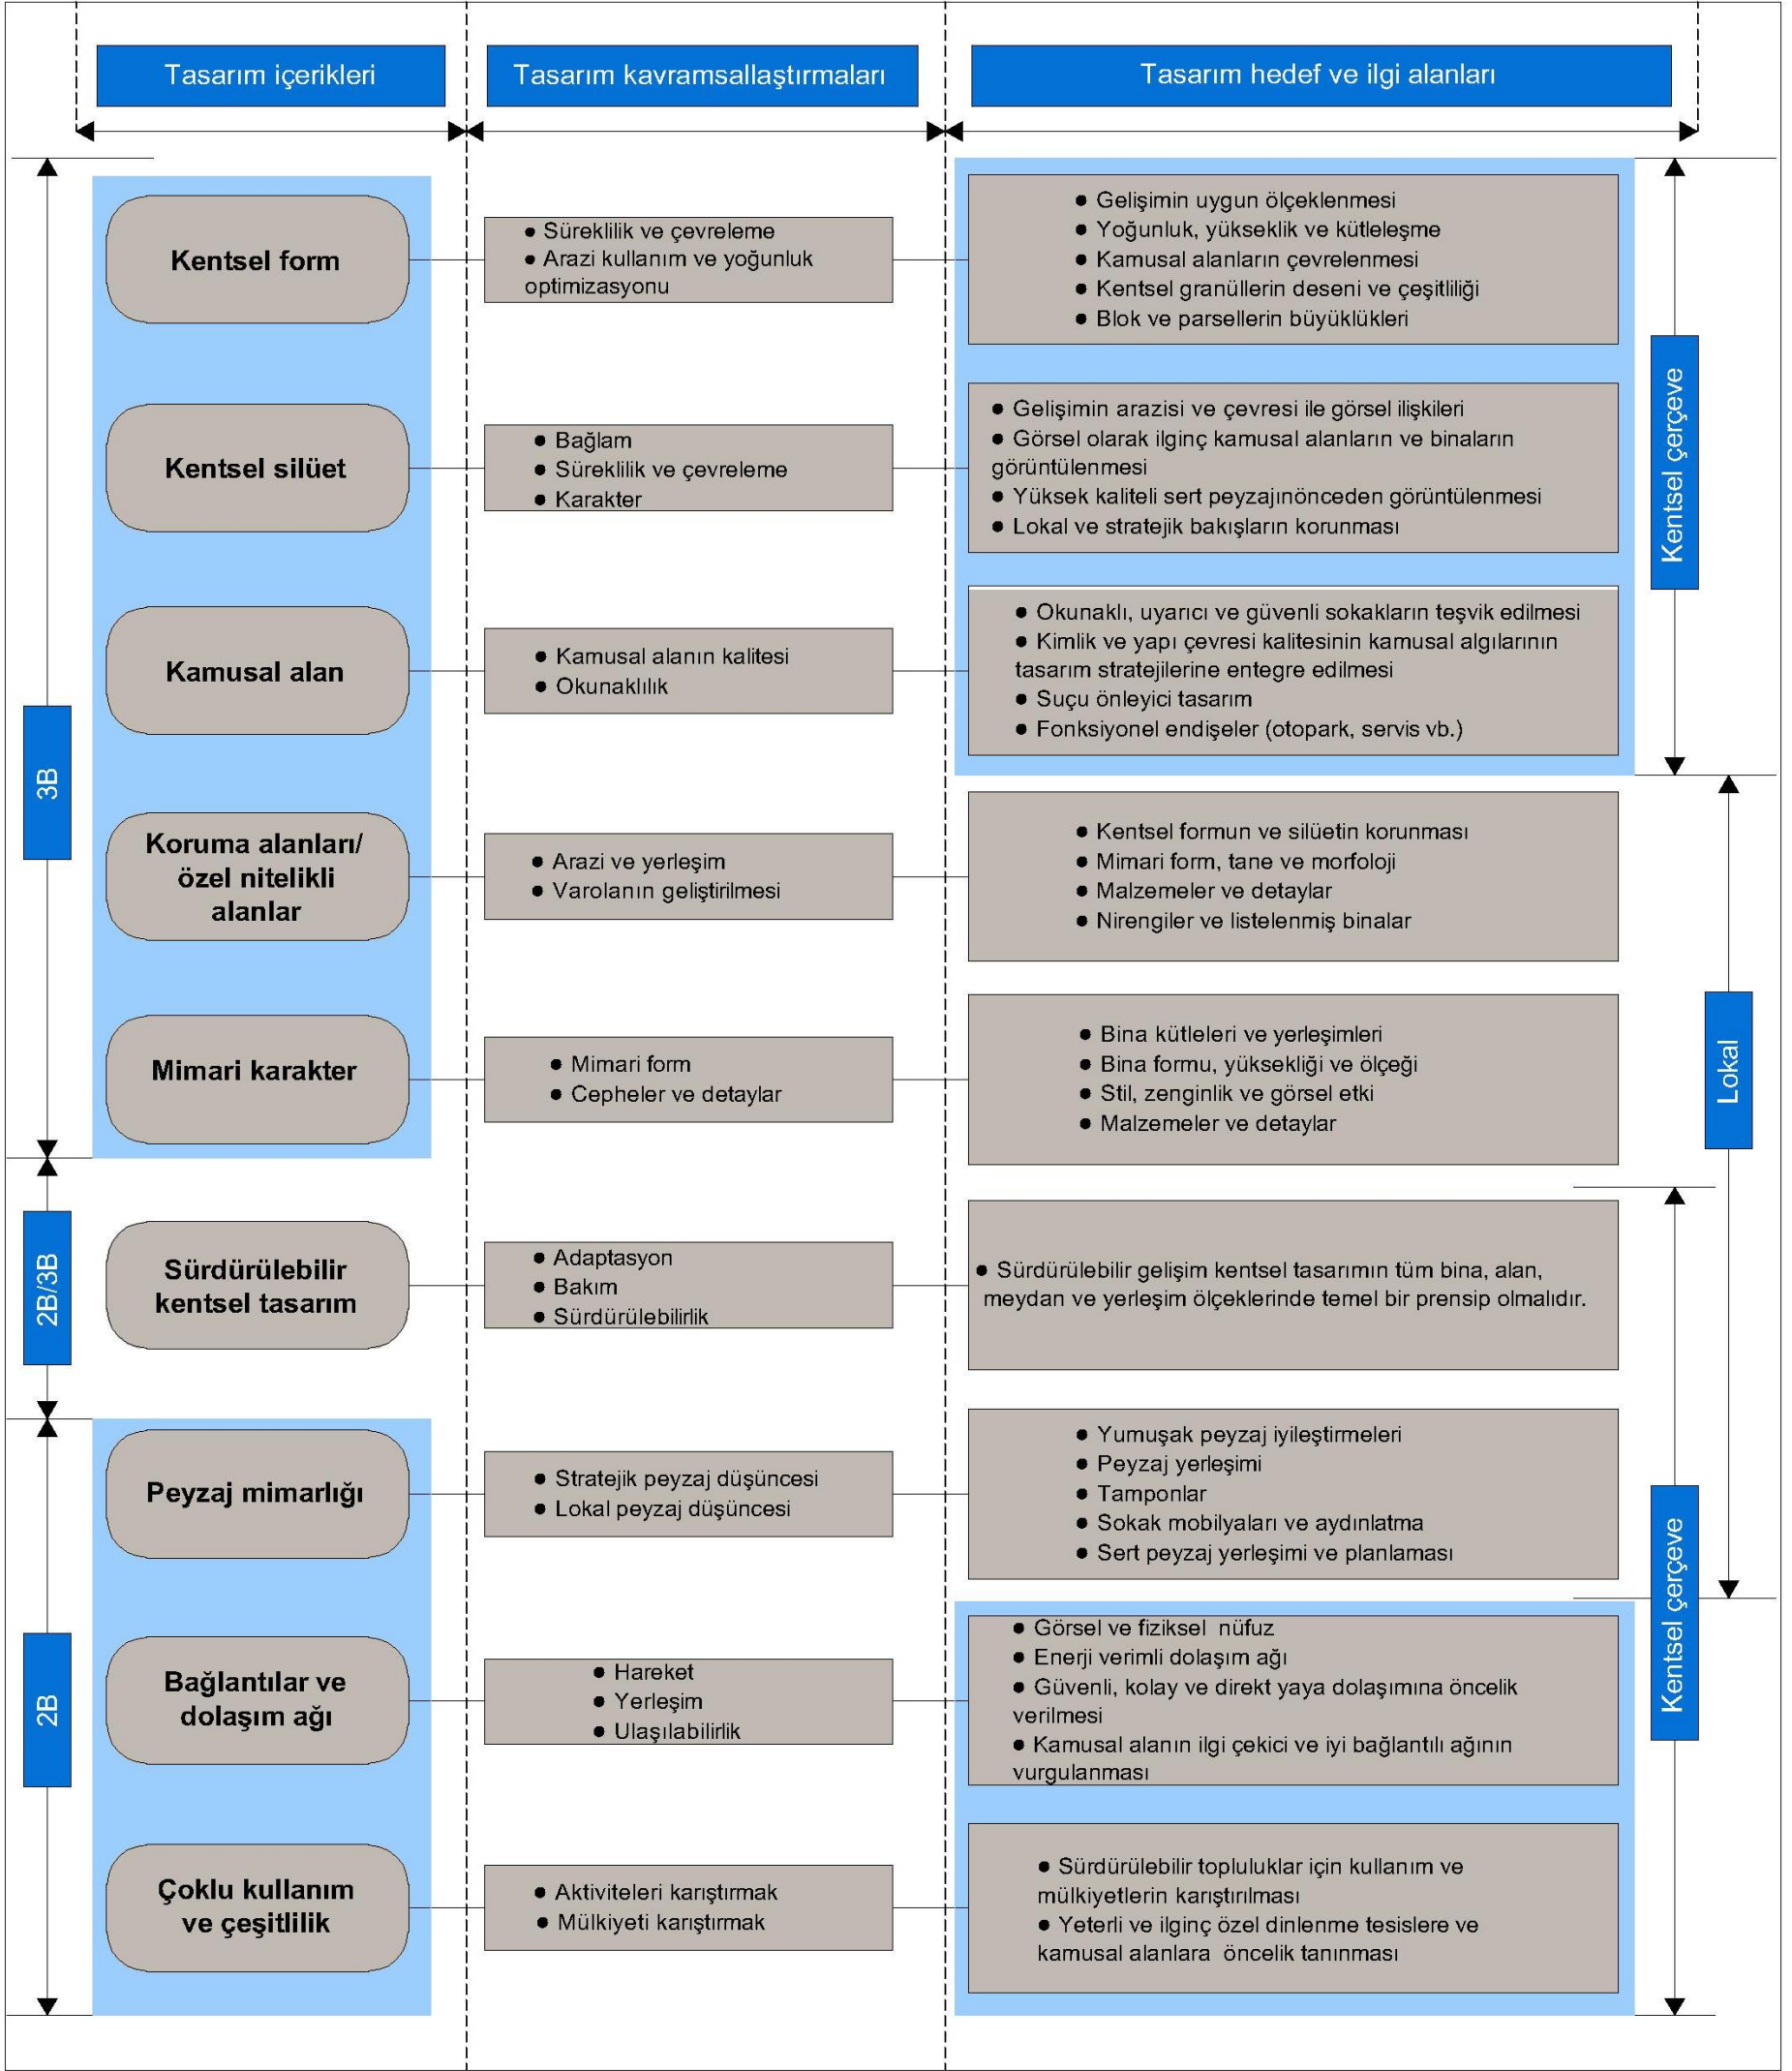 Tasarım içerikleri
Tasarım kavramsallaştırmaları
Tasarım hedef ve ilgi alanları
3B
Kentsel form
● Süreklilik ve çevreleme
● Arazi kullanım ve yoğunluk
optimizasyonu
● Gelişimin uygun ölçeklenmesi
● Yoğunluk, yükseklik ve kütleleşme
● Kamusal alanların çevrelenmesi
● Kentsel granüllerin deseni ve çeşitliliği
● Blok ve parsellerin büyüklükleri
Kentsel çerçeve
Kentsel silüet
● Bağlam
● Süreklilik ve çevreleme
● Karakter
● Gelişimin arazisi ve çevresi ile görsel ilişkileri
● Görsel olarak ilginç kamusal alanların ve binaların
görüntülenmesi
● Yüksek kaliteli sert peyzajınönceden görüntülenmesi
● Lokal ve stratejik bakışların korunması
Kamusal alan
● Kamusal alanın kalitesi
● Okunaklılık
● Okunaklı, uyarıcı ve güvenli sokakların teşvik edilmesi
● Kimlik ve yapı çevresi kalitesinin kamusal algılarının
tasarım stratejilerine entegre edilmesi
● Suçu önleyici tasarım
● Fonksiyonel endişeler (otopark, servis vb.)
Koruma alanları/
özel nitelikli
alanlar
● Arazi ve yerleşim
● Varolanın geliştirilmesi
● Kentsel formun ve silüetin korunması
● Mimari form, tane ve morfoloji
● Malzemeler ve detaylar
● Nirengiler ve listelenmiş binalar
Lokal
Mimari karakter
● Mimari form
● Cepheler ve detaylar
● Bina kütleleri ve yerleşimleri
● Bina formu, yüksekliği ve ölçeği
● Stil, zenginlik ve görsel etki
● Malzemeler ve detaylar
2B/3B
Sürdürülebilir
kentsel tasarım
● Adaptasyon
● Bakım
● Sürdürülebilirlik
● Sürdürülebilir gelişim kentsel tasarımın tüm bina, alan,
meydan ve yerleşim ölçeklerinde temel bir prensip olmalıdır.
2B
Peyzaj mimarlığı
● Stratejik peyzaj düşüncesi
● Lokal peyzaj düşüncesi
● Yumuşak peyzaj iyileştirmeleri
● Peyzaj yerleşimi
● Tamponlar
● Sokak mobilyaları ve aydınlatma
● Sert peyzaj yerleşimi ve planlaması
Kentsel çerçeve
Bağlantılar ve
dolaşım ağı
● Hareket
● Yerleşim
● Ulaşılabilirlik
● Görsel ve fiziksel nüfuz
● Enerji verimli dolaşım ağı
● Güvenli, kolay ve direkt yaya dolaşımına öncelik
verilmesi
● Kamusal alanın ilgi çekici ve iyi bağlantılı ağının
vurgulanması
Çoklu kullanım
ve çeşitlilik
● Aktiviteleri karıştırmak
● Mülkiyeti karıştırmak
● Sürdürülebilir topluluklar için kullanım ve
mülkiyetlerin karıştırılması
● Yeterli ve ilginç özel dinlenme tesislere ve
kamusal alanlara öncelik tanınması